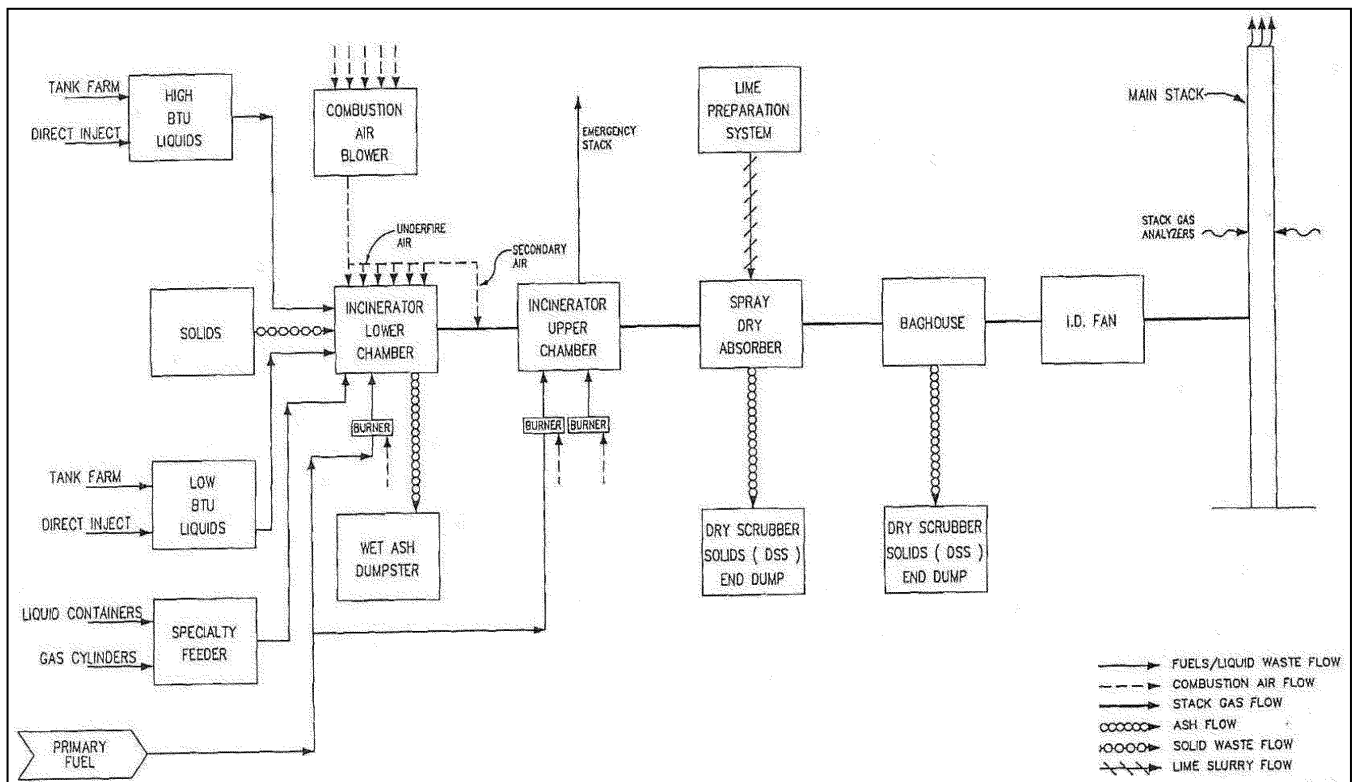 TANK FARM
DIRECT INJECT
HIGH
BTU
LIQUIDS
COMBUSTION
AIR
BLOWER
EMERGENCY
STACK
LIME
PREPARATION
SYSTEM
MAIN STACK
STACK GAS
ANALYZERS
UNDERFIRE
AIR
SECONDARY
AIR
SOLIDS
INCINERATOR
LOWER
CHAMBER
INCINERATOR
UPPER
CHAMBER
SPRAY
DRY
ABSORBER
BAGHOUSE
I.D. FAN
BURNER
BURNER
BURNER
TANK FARM
DIRECT INJECT
LOW
BTU
LIQUIDS
WET ASH
DUMPSTER
DRY SCRUBBER
SOLIDS ( DSS )
END DUMP
DRY SCRUBBER
SOLIDS ( DSS )
END DUMP
LIQUID CONTAINERS
GAS CYLINDERS
SPECIALTY
FEEDER
PRIMARY
FUEL
FUELS/LIQUID WASTE FLOW
COMBUSTION AIR FLOW
STACK GAS FLOW
ASH FLOW
SOLID WASTE FLOW
LIME SLURRY FLOW